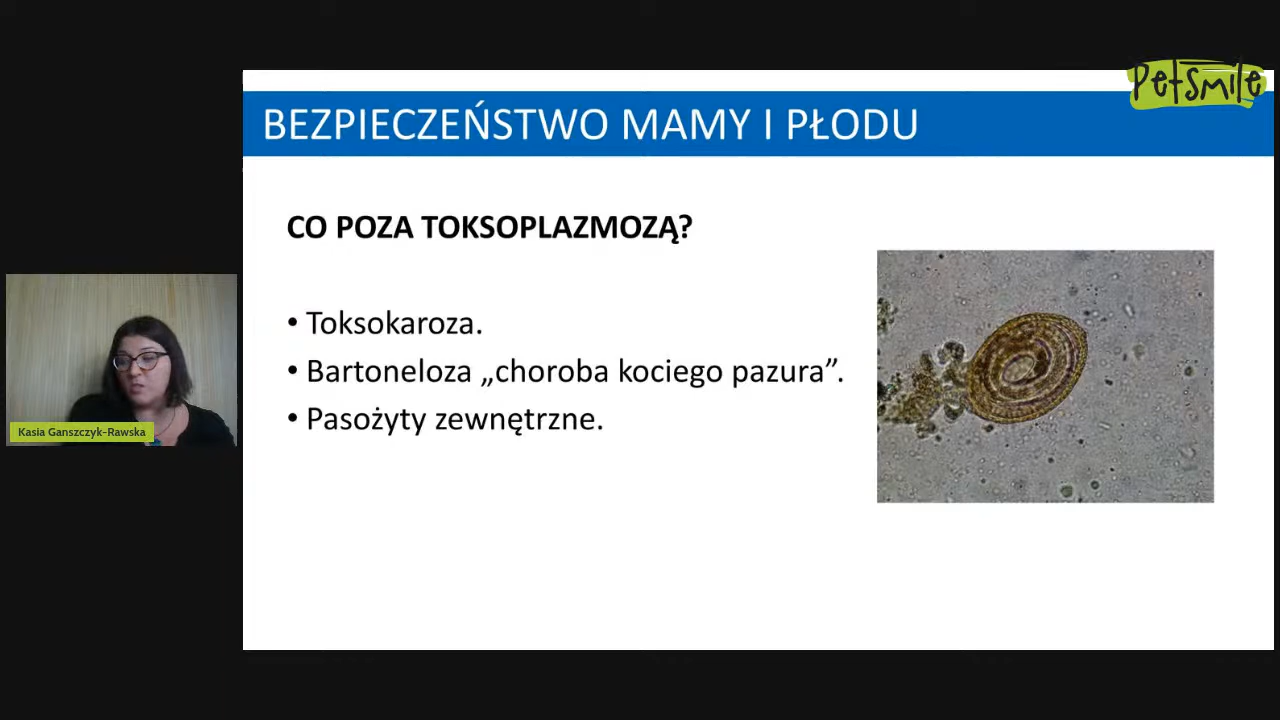 PetSmile
BEZPIECZEŃSTWO MAMY I PŁODU
CO POZA TOKSOPLAZMOZĄ?
• Toksokaroza.
• Bartoneloza „choroba kociego pazura”.
• Pasożyty zewnętrzne.
Kasia Ganszczyk-Rawska